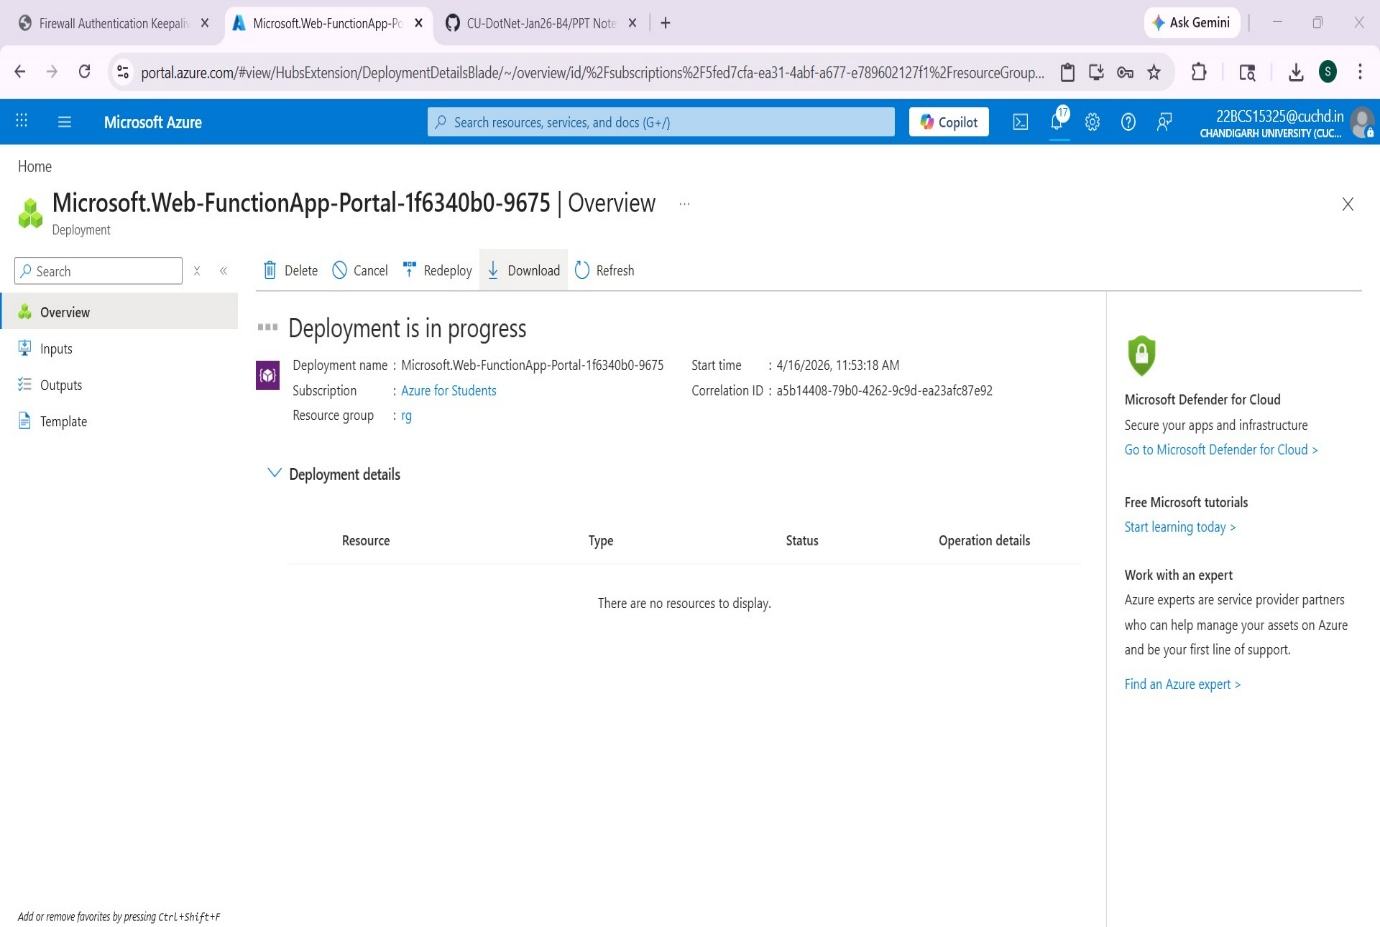 Firewall Authentication Keepaliv
Microsoft.Web-FunctionApp-Po
CU-DotNet-Jan26-B4/PPT Note
Ask Gemini
portal.azure.com/#view/HubsExtension/DeploymentDetailsBlade/~/overview/id/%2Fsubscriptions%2F5fed7cfa-ea31-4abf-a677-e789602127f1%2FresourceGroup...
S
Microsoft Azure
Search resources, services, and docs (G+/)
Copilot
17
22BCS15325@cuchd.in
CHANDIGARH UNIVERSITY (CUC...
Home
Microsoft.Web-FunctionApp-Portal-1f6340b0-9675 | Overview ...
Deployment
Search
Delete Cancel Redeploy Download Refresh
Overview
Inputs
Outputs
Template
Deployment is in progress
Deployment name : Microsoft.Web-FunctionApp-Portal-1f6340b0-9675
Subscription : Azure for Students
Resource group : rg
Start time : 4/16/2026, 11:53:18 AM
Correlation ID : a5b14408-79b0-4262-9c9d-ea23afc87e92
Deployment details
Resource Type Status Operation details
There are no resources to display.
Microsoft Defender for Cloud
Secure your apps and infrastructure
Go to Microsoft Defender for Cloud >
Free Microsoft tutorials
Start learning today >
Work with an expert
Azure experts are service provider partners
who can help manage your assets on Azure
and be your first line of support.
Find an Azure expert >
Add or remove favorites by pressing Ctrl+Shift+F